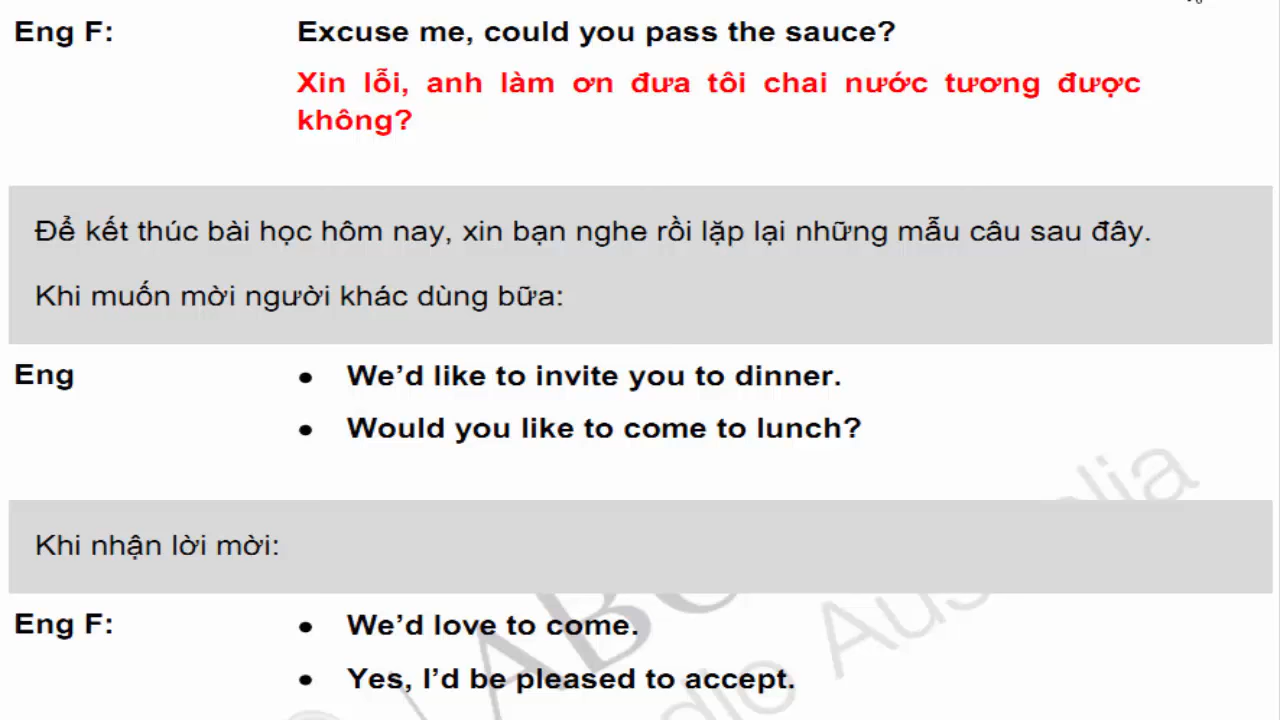 Eng F: Excuse me, could you pass the sauce?
Xin lỗi, anh làm ơn đưa tôi chai nước tương được
không?
Để kết thúc bài học hôm nay, xin bạn nghe rồi lặp lại những mẫu câu sau đây.
Khi muốn mời người khác dùng bữa:
Eng • We’d like to invite you to dinner.
• Would you like to come to lunch?
Khi nhận lời mời:
Eng F: • We’d love to come.
• Yes, I’d be pleased to accept.